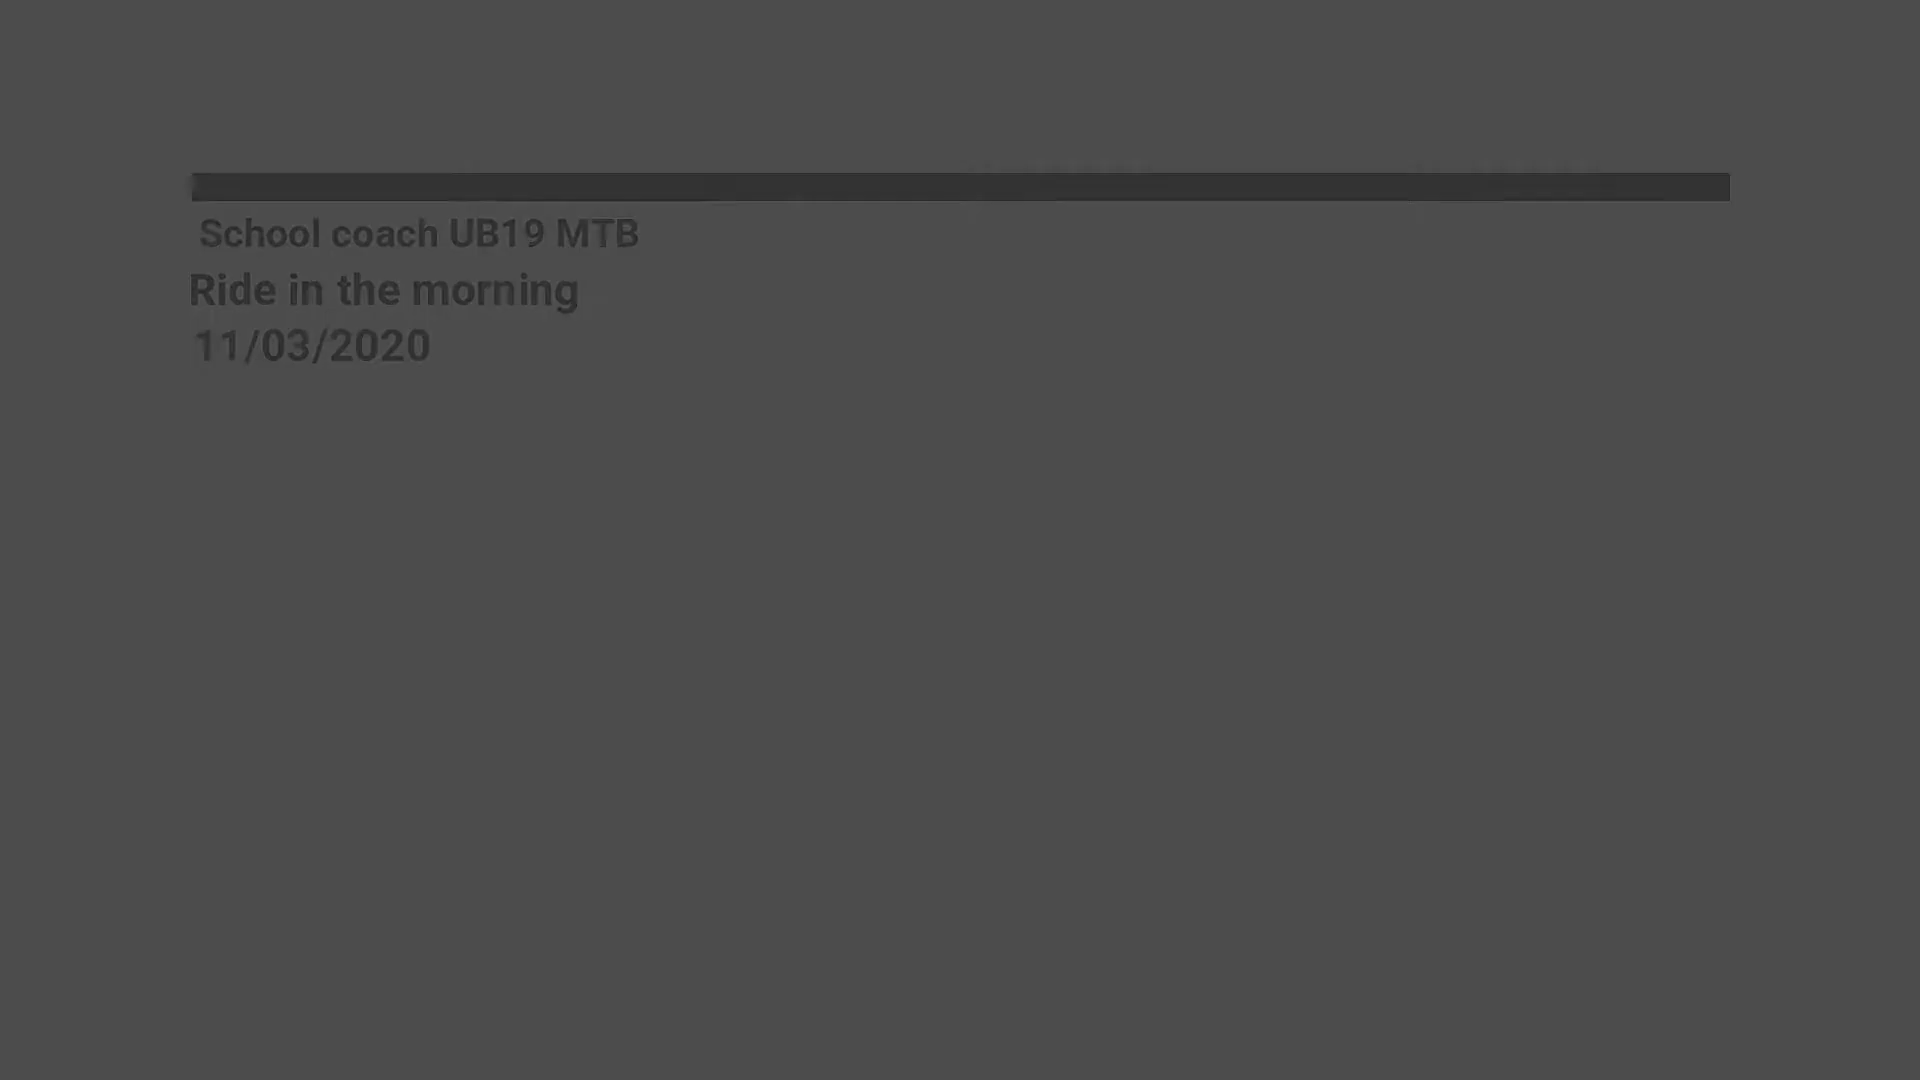 School coach UB19 MTB
Ride in the morning
11/03/2020